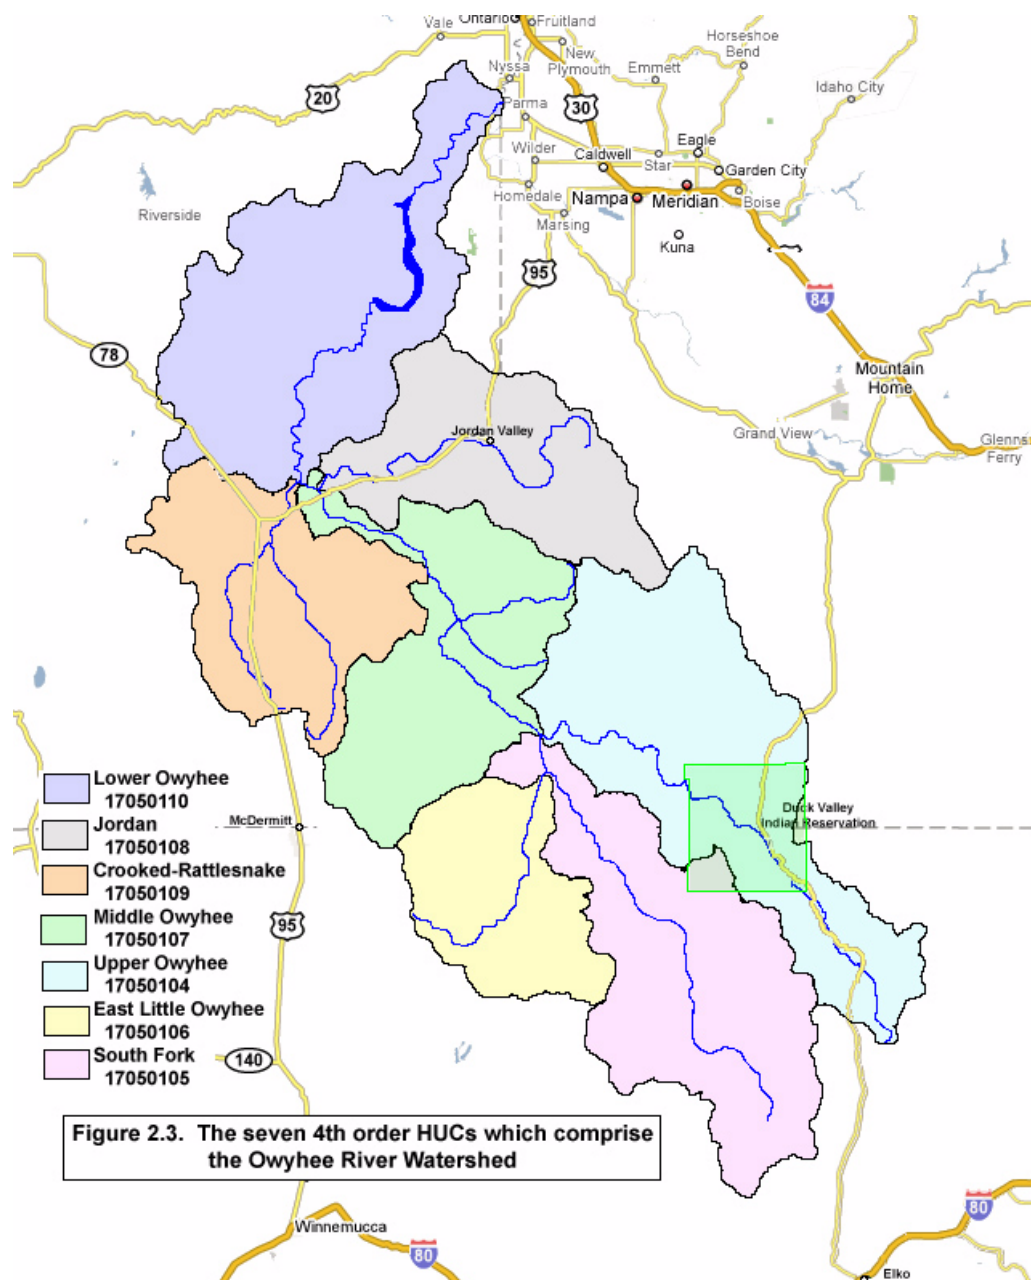 Ontario
Fruitland
Vale
New
Plymouth
Horseshoe
Bend
Nyssa
Emmett
20
30
Idaho City
Parma
Eagle
Wilder
Caldwell
Star
Garden City
Homedale
Nampa
Meridian
Boise
Riverside
Marsing
Kuna
95
84
78
Mountain
Home
Jordan Valley
Grand View
Glenns
Ferry
Lower Owyhee
17050110
Jordan
17050108
Crooked-Rattlesnake
17050109
Middle Owyhee
17050107
Upper Owyhee
17050104
East Little Owyhee
17050106
South Fork
17050105
McDermitt
Duck Valley
Indian Reservation
95
140
Figure 2.3. The seven 4th order HUCs which comprise
the Owyhee River Watershed
Winnemucca
80
80
Elko